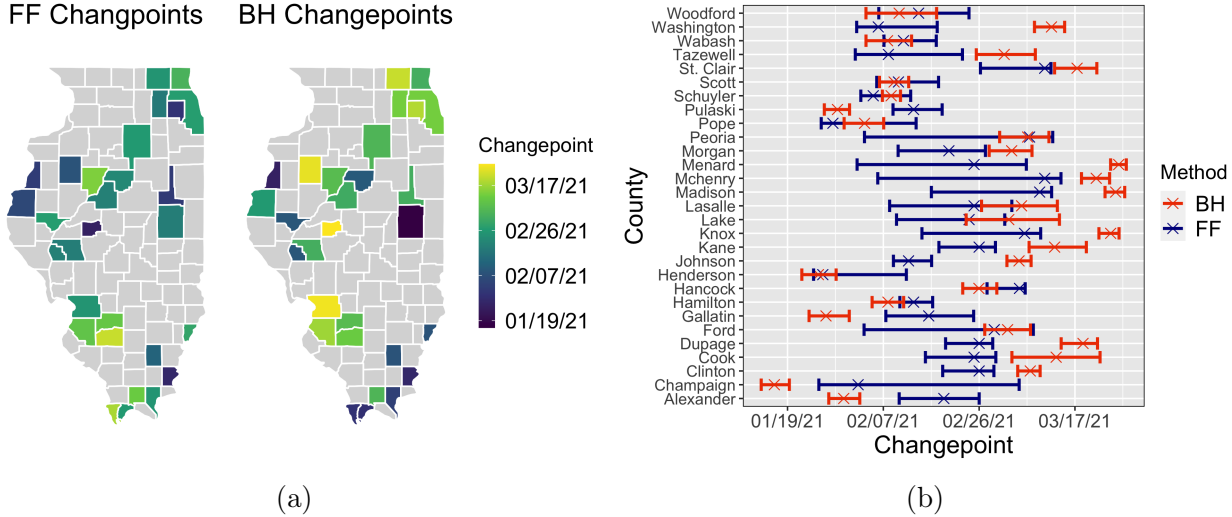 FF Changpoints
BH Changepoints
Changepoint
03/17/21
02/26/21
02/07/21
01/19/21
(a)
County
Woodford
Washington
Wabash
Tazewell
St. Clair
Scott
Schuyler
Pulaski
Pope
Peoria
Morgan
Menard
Mchenry
Madison
Lasalle
Lake
Knox
Kane
Johnson
Henderson
Hancock
Hamilton
Gallatin
Ford
Dupage
Cook
Clinton
Champaign
Alexander
01/19/21 02/07/21 02/26/21 03/17/21
Changepoint
Method
BH
FF
(b)